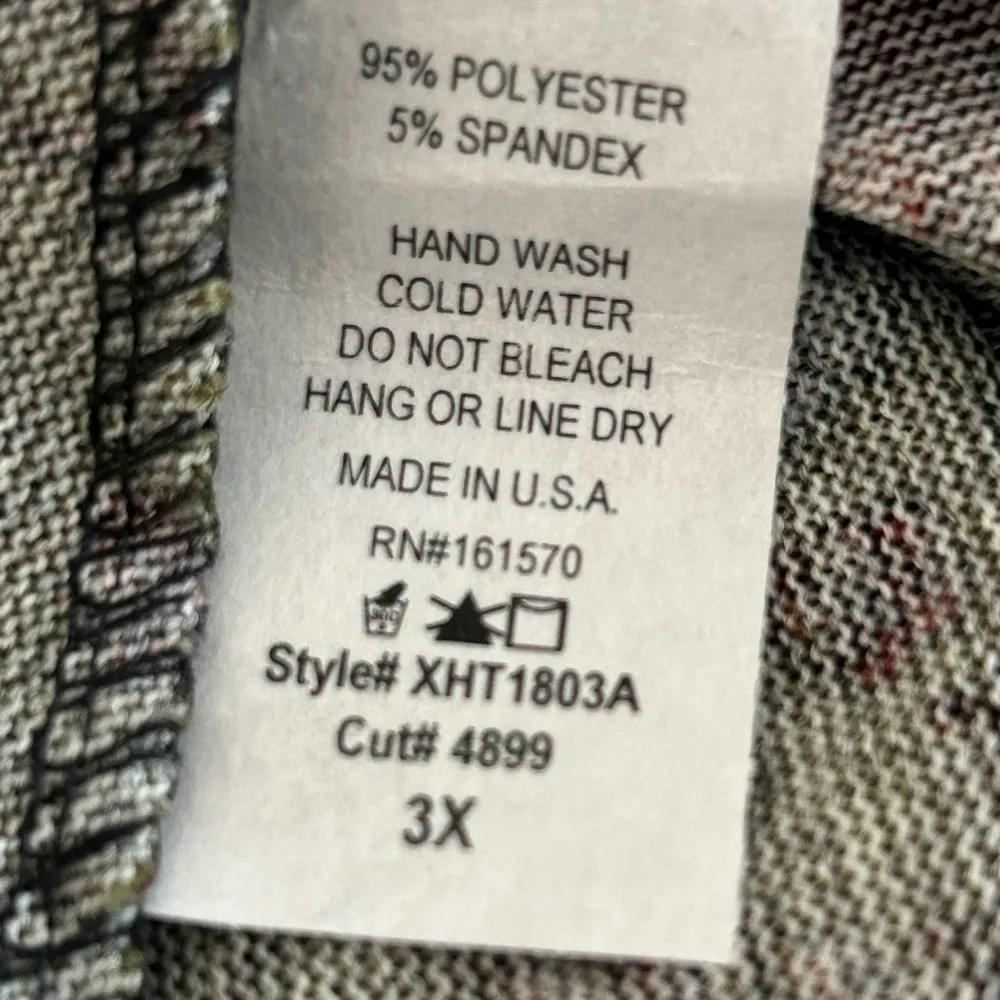 95% POLYESTER
5% SPANDEX
HAND WASH
COLD WATER
DO NOT BLEACH
HANG OR LINE DRY
MADE IN U.S.A.
RN#161570
Style# XHT1803A
Cut# 4899
3X